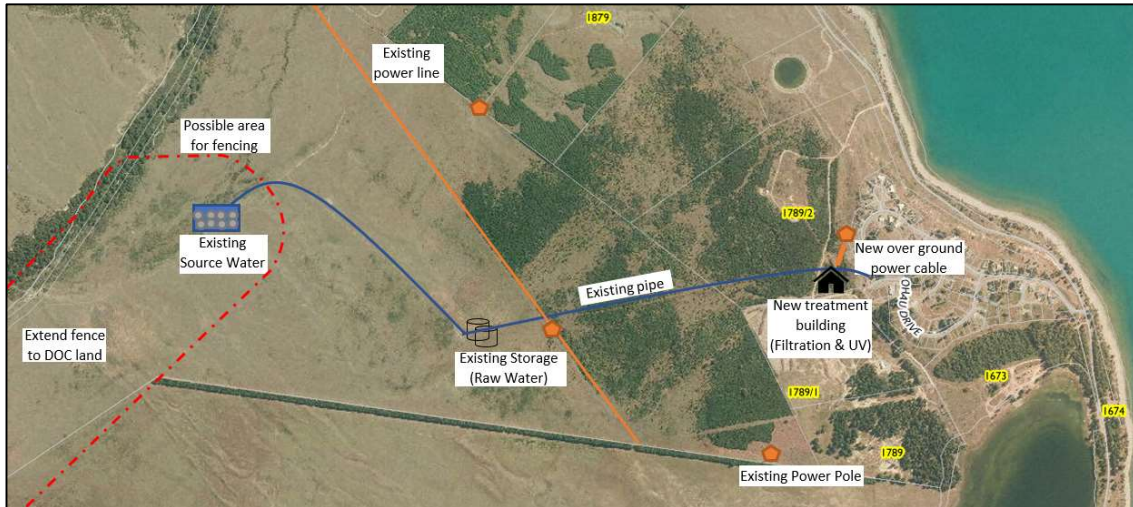 1879
Existing
power line
Possible area
for fencing
Existing
Source Water
1789/2
New over ground
power cable
OHAU DRIVE
Existing pipe
New treatment
building
(Filtration & UV)
Extend fence
to DOC land
Existing Storage
(Raw Water)
1673
1789/1
1674
1789
Existing Power Pole